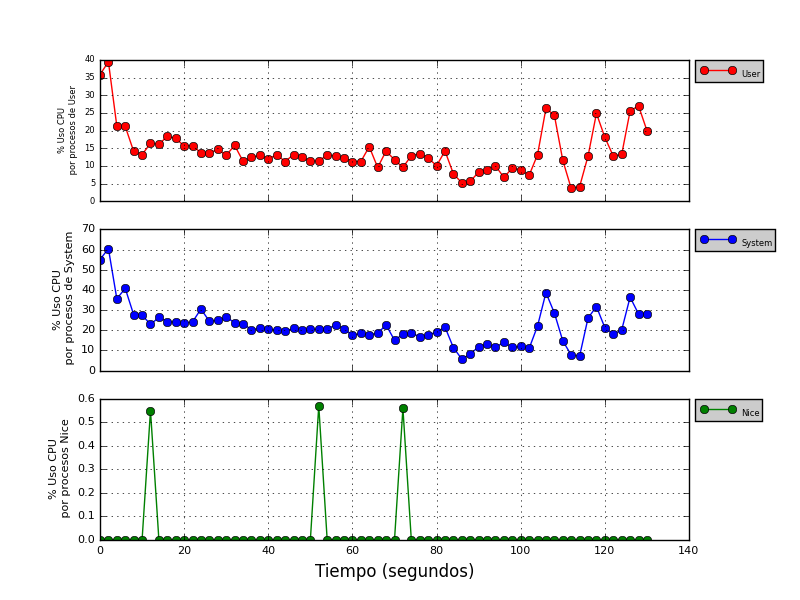 40
35
30
25
20
15
10
5
0
% Uso CPU
por procesos de User
User
70
60
50
40
30
20
10
0
% Uso CPU
por procesos de System
System
0.6
0.5
0.4
0.3
0.2
0.1
0.0
% Uso CPU
por procesos Nice
Nice
0 20 40 60 80 100 120 140
Tiempo (segundos)